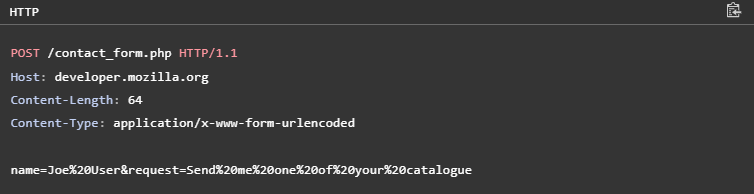 HTTP
POST /contact_form.php HTTP/1.1
Host: developer.mozilla.org
Content-Length: 64
Content-Type: application/x-www-form-urlencoded

name=Joe%20User&request=Send%20me%20one%20of%20your%20catalogue